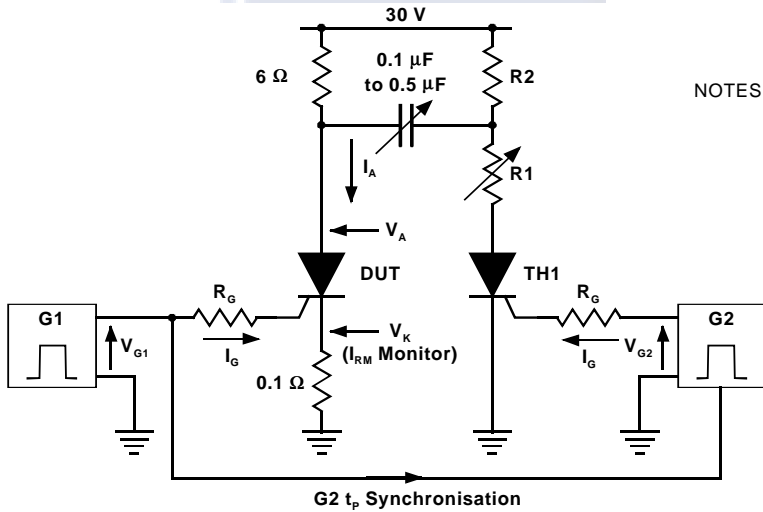 30 V
6 Ω
0.1 µF
to 0.5 µF
R2
NOTES
I_A
R1
V_A
DUT
TH1
G1
R_G
R_G
G2
V_G1
I_G
V_K
(I_RM Monitor)
I_G
V_G2
0.1 Ω
G2 t_P Synchronisation